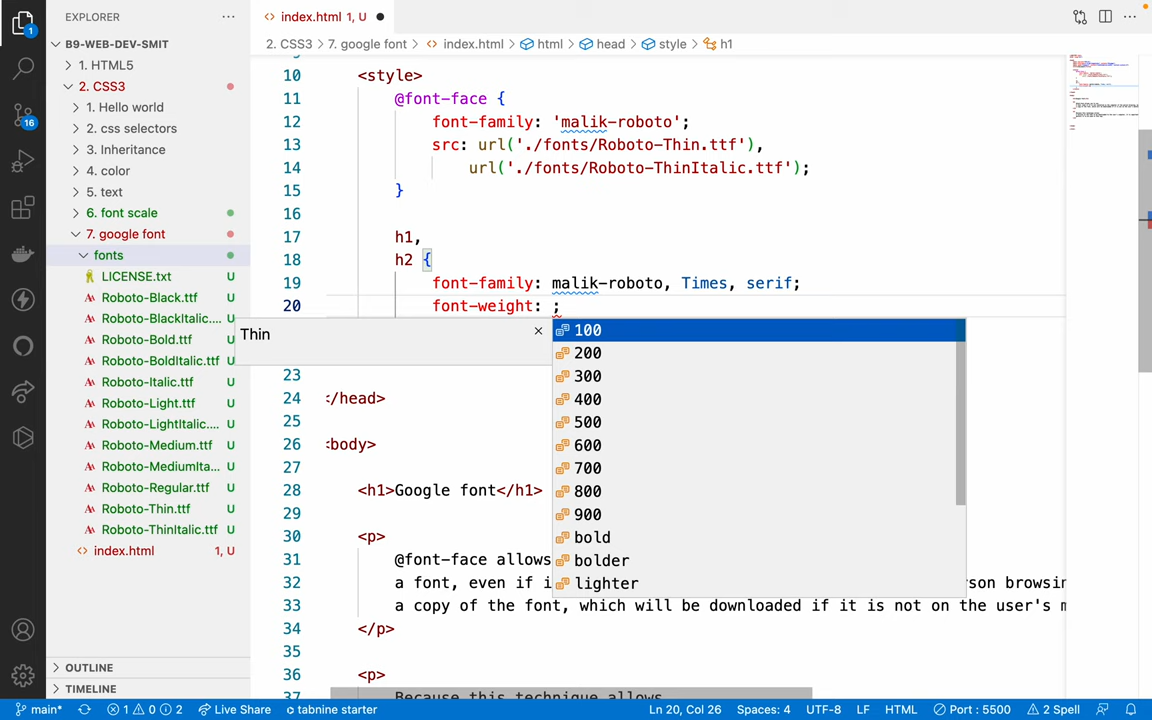 EXPLORER
index.html 1, U
B9-WEB-DEV-SMIT
1. HTML5
2. CSS3
1. Hello world
2. css selectors
3. Inheritance
4. color
5. text
6. font scale
7. google font
fonts
LICENSE.txt U
Roboto-Black.ttf U
Roboto-BlackItalic.... U
Roboto-Bold.ttf U
Roboto-BoldItalic.ttf U
Roboto-Italic.ttf U
Roboto-Light.ttf U
Roboto-LightItalic.... U
Roboto-Medium.ttf U
Roboto-MediumIta... U
Roboto-Regular.ttf U
Roboto-Thin.ttf U
Roboto-ThinItalic.ttf U
index.html 1, U
OUTLINE
TIMELINE
1
16
2. CSS3 > 7. google font > index.html > html > head > style > h1
10 <style>
11 @font-face {
12 font-family: 'malik-roboto';
13 src: url('./fonts/Roboto-Thin.ttf'),
14 url('./fonts/Roboto-ThinItalic.ttf');
15 }
16
17 h1,
18 h2 {
19 font-family: malik-roboto, Times, serif;
20 font-weight: ;
Thin
100
200
300
400
500
600
700
800
900
bold
bolder
lighter
23
24 </head>
25
26 <body>
27
28 <h1>Google font</h1>
29
30 <p>
31 @font-face allows
32 a font, even if i rson browsin
33 a copy of the font, which will be downloaded if it is not on the user's m
34 </p>
35
36 <p>
37 Because this technique allows
main* 1 0 2 Live Share tabnine starter Ln 20, Col 26 Spaces: 4 UTF-8 LF HTML Port : 5500 2 Spell